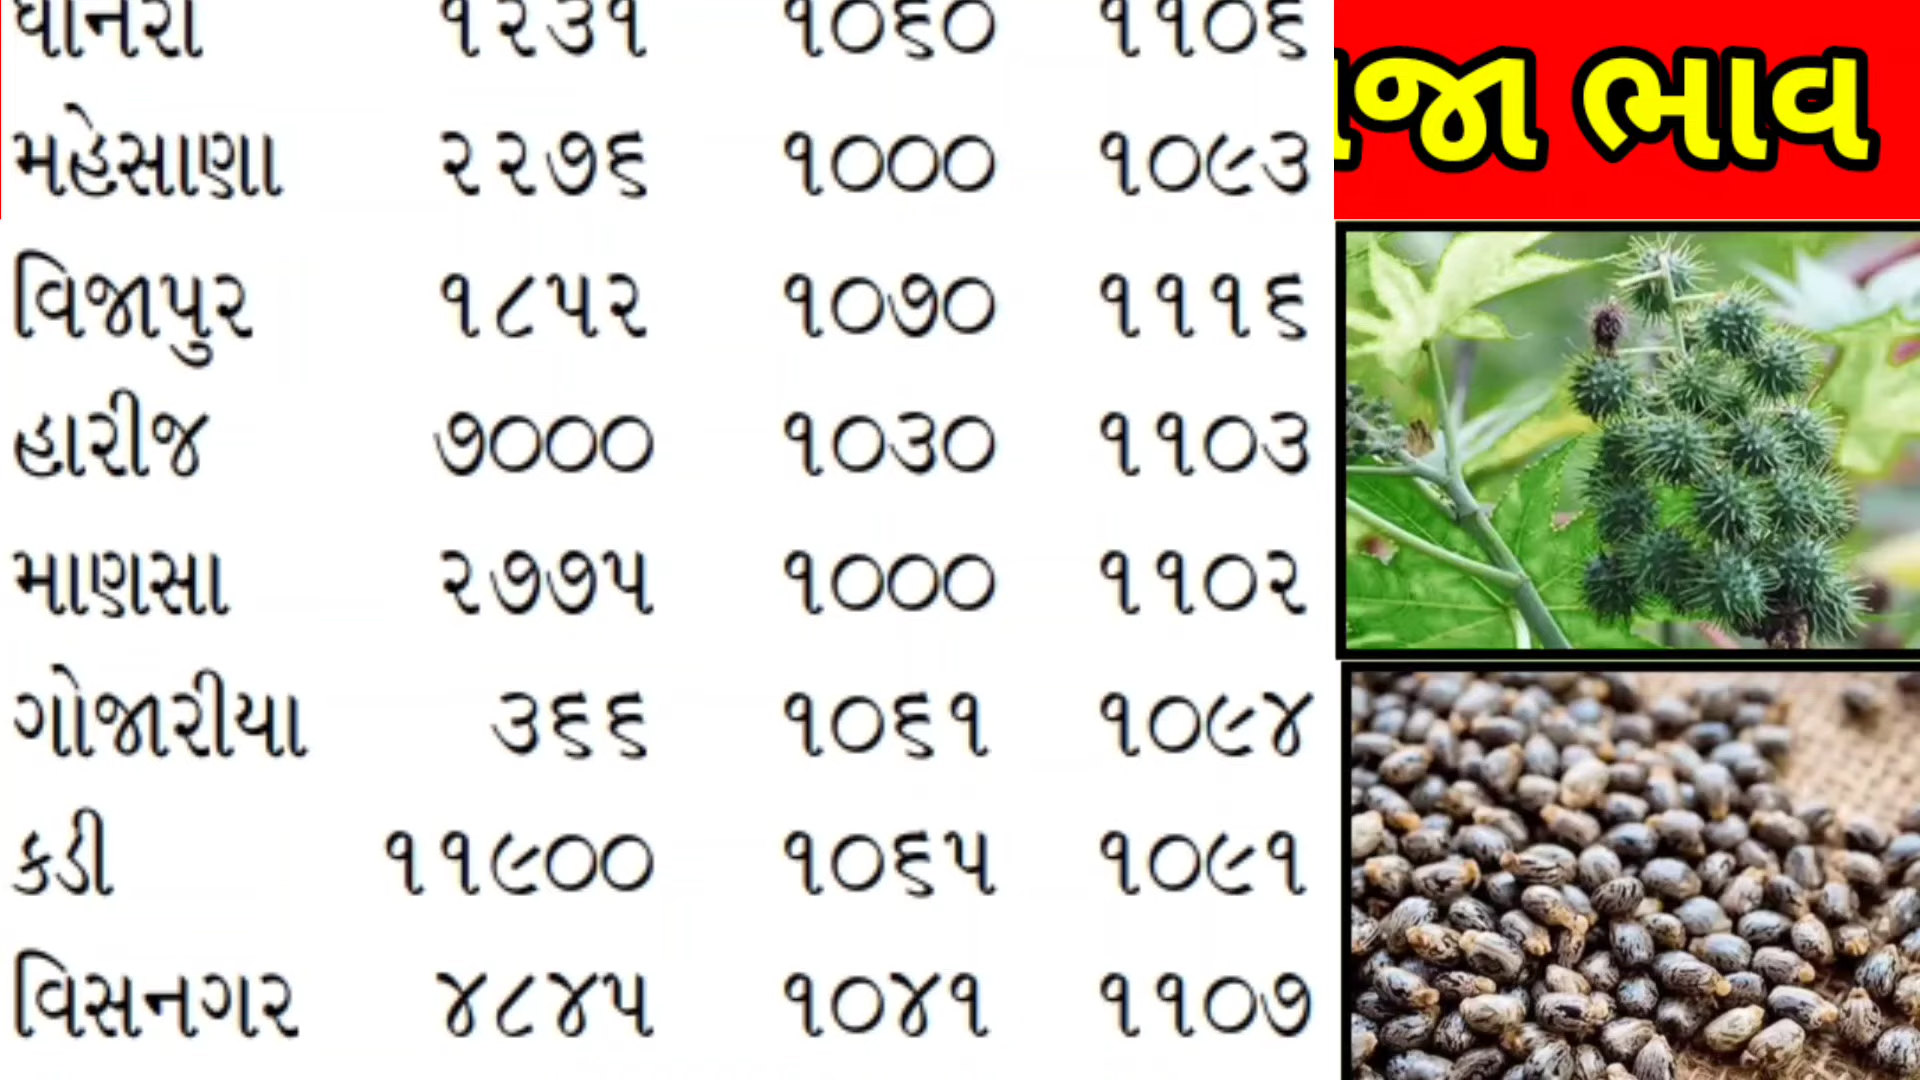 ૧૨૩૧ ૧૦૬૦ ૧૧૦૬
ભાવ
મહેસાણા ૨૨૭૬ ૧૦૦૦ ૧૦૯૩
વિજાપુર ૧૮૫૨ ૧૦૭૦ ૧૧૧૬
હારીજ ૭૦૦૦ ૧૦૩૦ ૧૧૦૩
માણસા ૨૭૭૫ ૧૦૦૦ ૧૧૦૨
ગોજારીયા ૩૬૬ ૧૦૬૧ ૧૦૯૪
કડી ૧૧૯૦૦ ૧૦૬૫ ૧૦૯૧
વિસનગર ૪૮૪૫ ૧૦૪૧ ૧૧૦૭